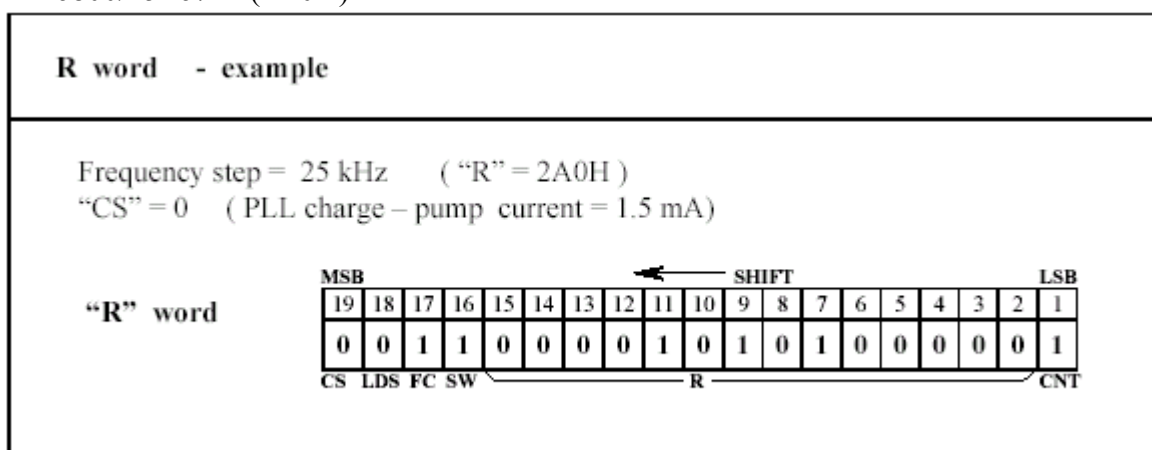 R word - example
Frequency step = 25 kHz ( “R” = 2A0H )
“CS” = 0 ( PLL charge – pump current = 1.5 mA)
MSB SHIFT LSB
“R” word
19 18 17 16 15 14 13 12 11 10 9 8 7 6 5 4 3 2 1
0 0 1 1 0 0 0 0 1 0 1 0 1 0 0 0 0 0 1
CS LDS FC SW R CNT